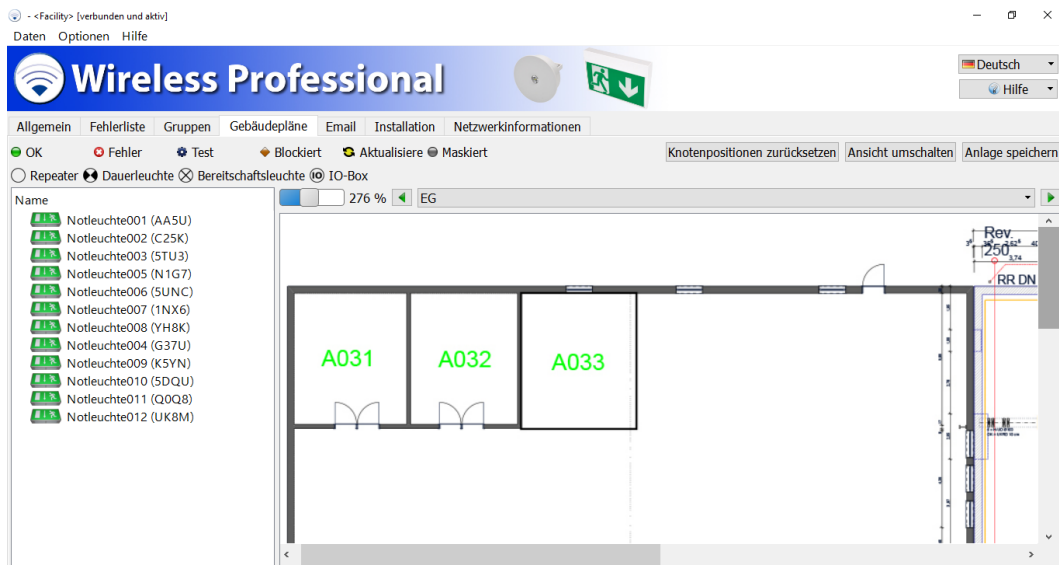 - <Facility> [verbunden und aktiv]
Daten Optionen Hilfe
Wireless Professional
Deutsch
Hilfe
Allgemein Fehlerliste Gruppen Gebäudepläne Email Installation Netzwerkinformationen
OK Fehler Test Blockiert Aktualisiere Maskiert
Knotenpositionen zurücksetzen Ansicht umschalten Anlage speichern
Repeater Dauerleuchte Bereitschaftsleuchte IO-Box
Name
276 % EG
Notleuchte001 (AA5U)
Notleuchte002 (C25K)
Notleuchte003 (5TU3)
Notleuchte005 (N1G7)
Notleuchte006 (5UNC)
Notleuchte007 (1NX6)
Notleuchte008 (YH8K)
Notleuchte004 (G37U)
Notleuchte009 (K5YN)
Notleuchte010 (5DQU)
Notleuchte011 (Q0Q8)
Notleuchte012 (UK8M)
Rev.
250
3,74
RR DN
A031 A032 A033